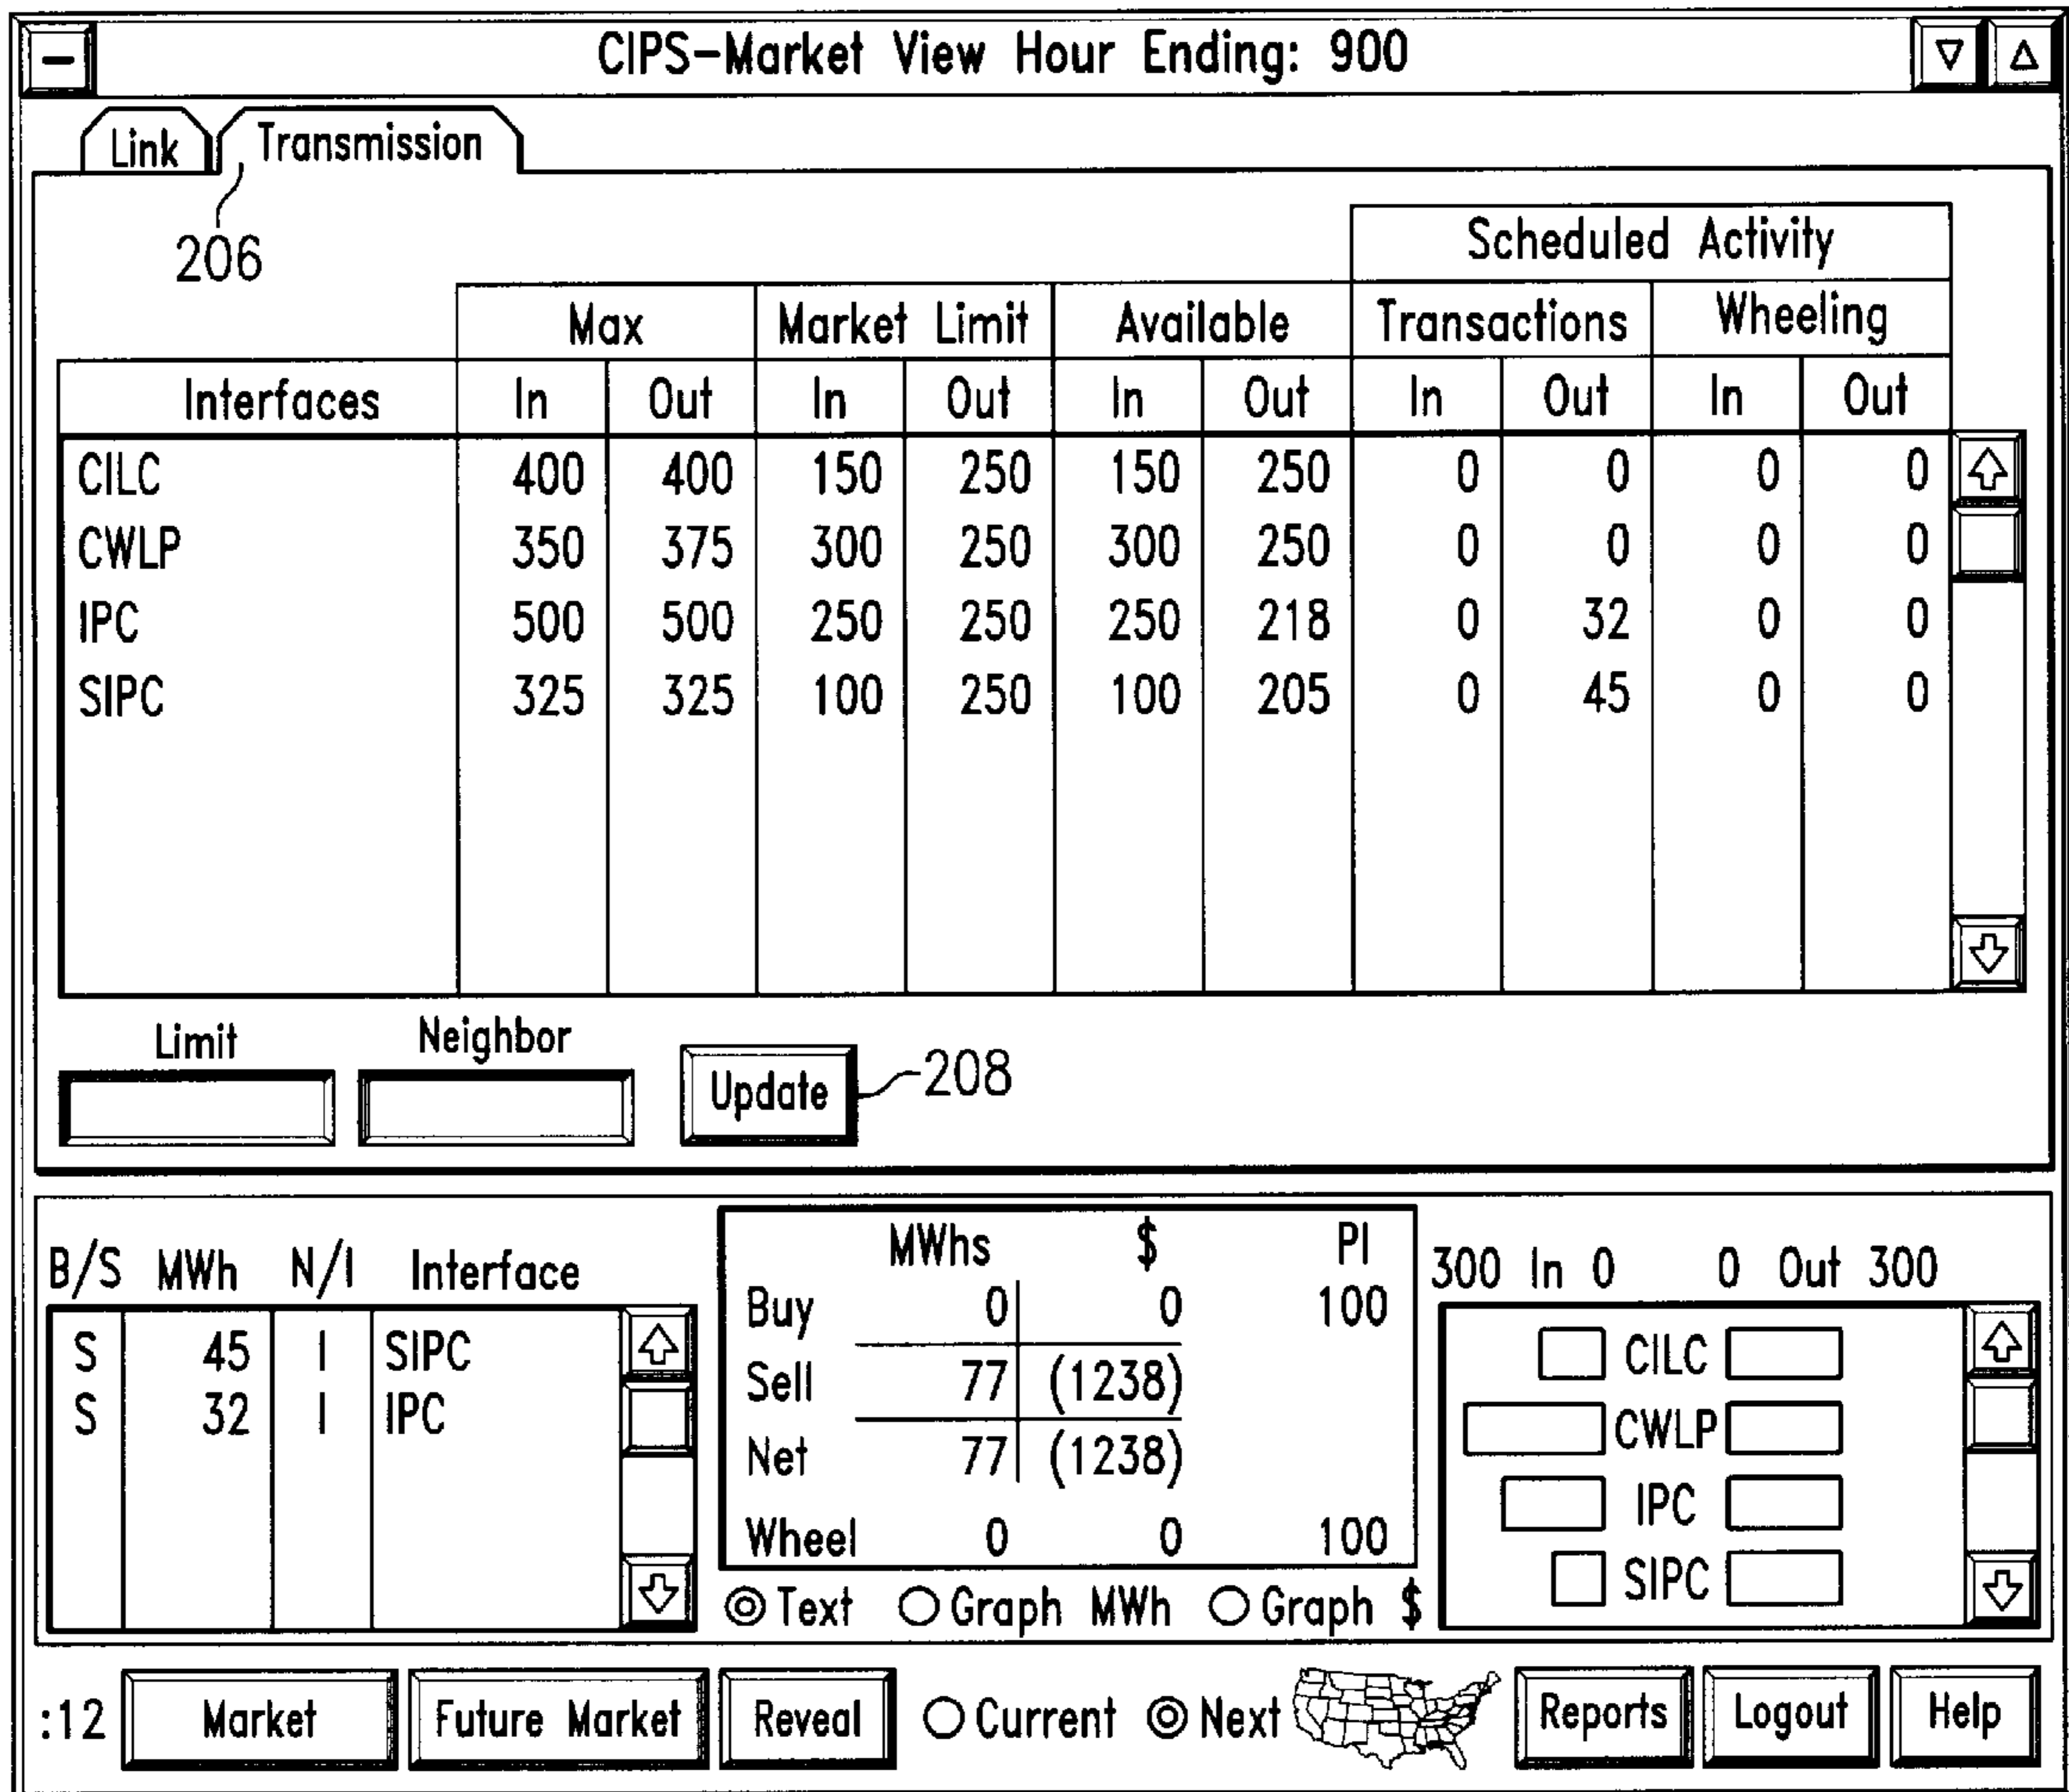 CIPS-Market View Hour Ending: 900
Link Transmission
206
Scheduled Activity
Max Market Limit Available Transactions Wheeling
Interfaces In Out In Out In Out In Out In Out
CILC 400 400 150 250 150 250 0 0 0 0
CWLP 350 375 300 250 300 250 0 0 0 0
IPC 500 500 250 250 250 218 0 32 0 0
SIPC 325 325 100 250 100 205 0 45 0 0
Limit Neighbor
Update 208
B/S MWh N/I Interface
S 45 I SIPC
S 32 I IPC
MWhs $ PI
Buy 0 0 100
Sell 77 (1238)
Net 77 (1238)
Wheel 0 0 100
Text Graph MWh Graph $
300 In 0 0 Out 300
CILC
CWLP
IPC
SIPC
:12 Market Future Market Reveal Current Next Reports Logout Help